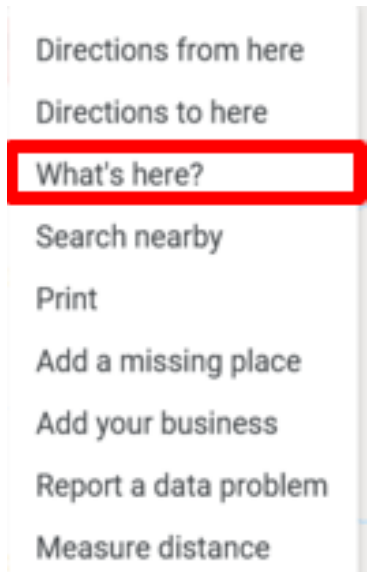 Directions from here
Directions to here
What's here?
Search nearby
Print
Add a missing place
Add your business
Report a data problem
Measure distance